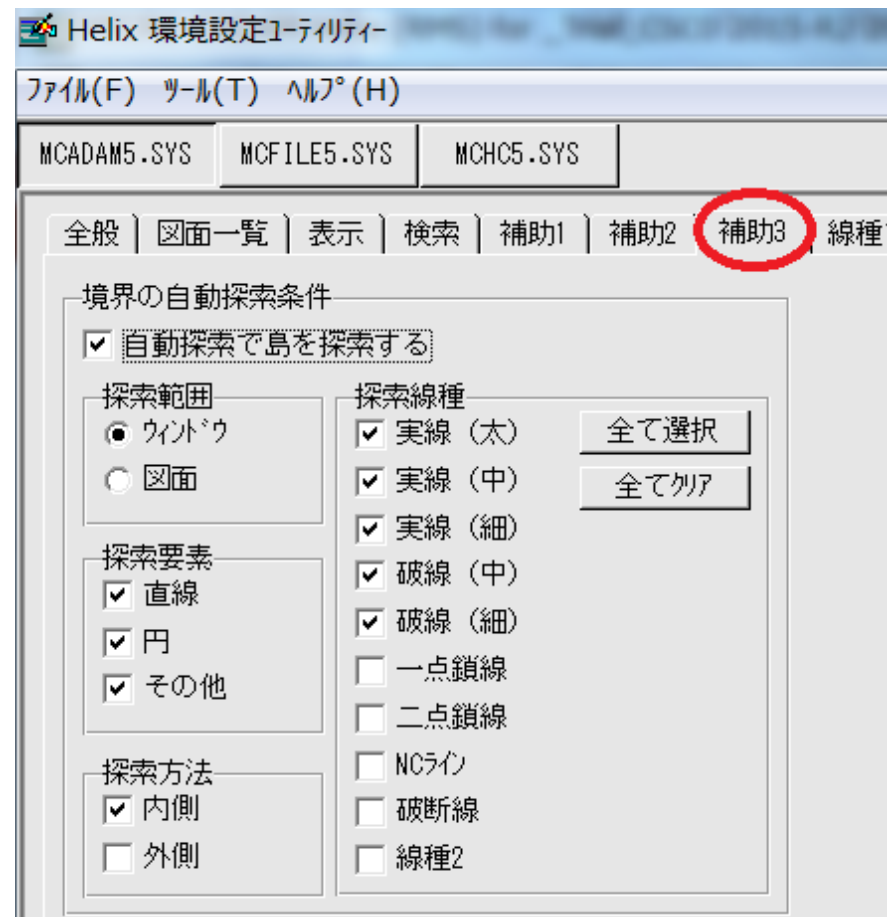 Helix 環境設定ﾕｰﾃｨﾘﾃｨｰ
ﾌｧｲﾙ(F) ﾂｰﾙ(T) ﾍﾙﾌﾟ(H)
MCADAM5.SYS MCFILE5.SYS MCHC5.SYS
全般 図面一覧 表示 検索 補助1 補助2 補助3 線種
境界の自動探索条件
自動探索で島を探索する
探索範囲
ｳｨﾝﾄﾞｳ
図面
探索要素
直線
円
その他
探索方法
内側
外側
探索線種
実線（太） 全て選択
実線（中） 全てｸﾘｱ
実線（細）
破線（中）
破線（細）
一点鎖線
二点鎖線
NCﾗｲﾝ
破断線
線種2